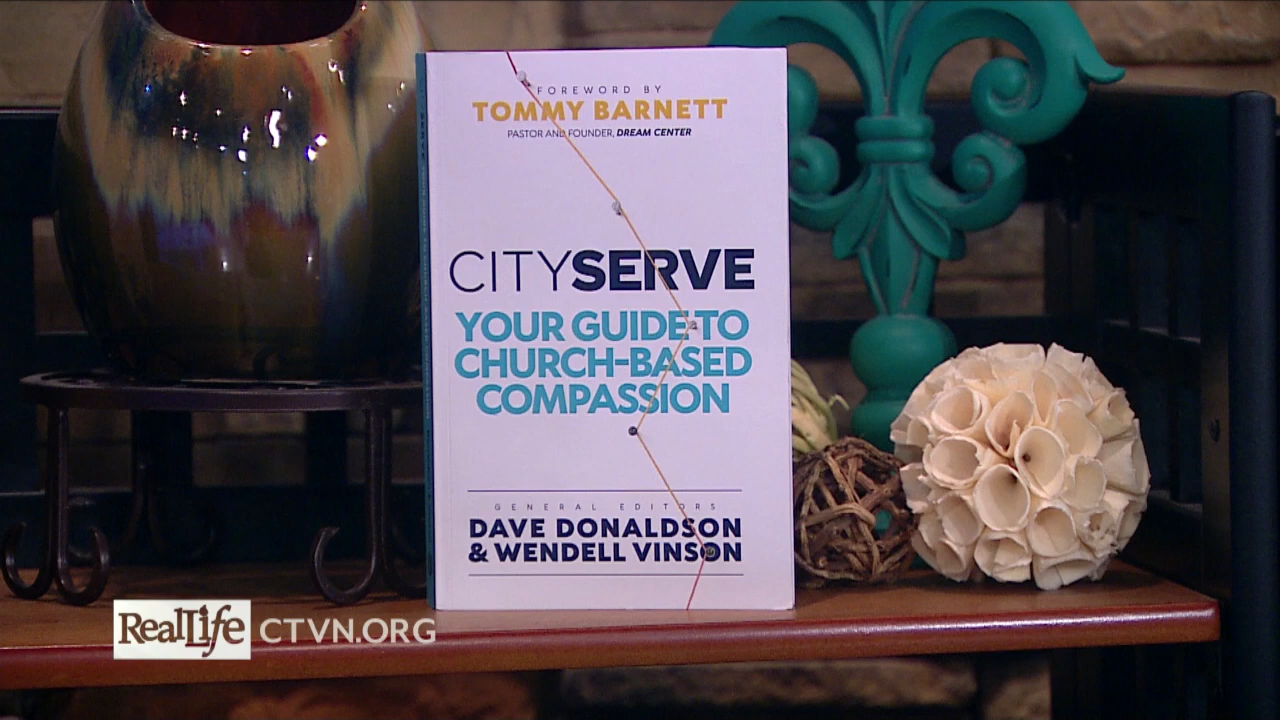 FOREWORD BY
TOMMY BARNETT
PASTOR AND FOUNDER, DREAM CENTER
CITYSERVE
YOUR GUIDE TO
CHURCH-BASED
COMPASSION
GENERAL EDITORS
DAVE DONALDSON
& WENDELL VINSON
RealLife CTVN.ORG